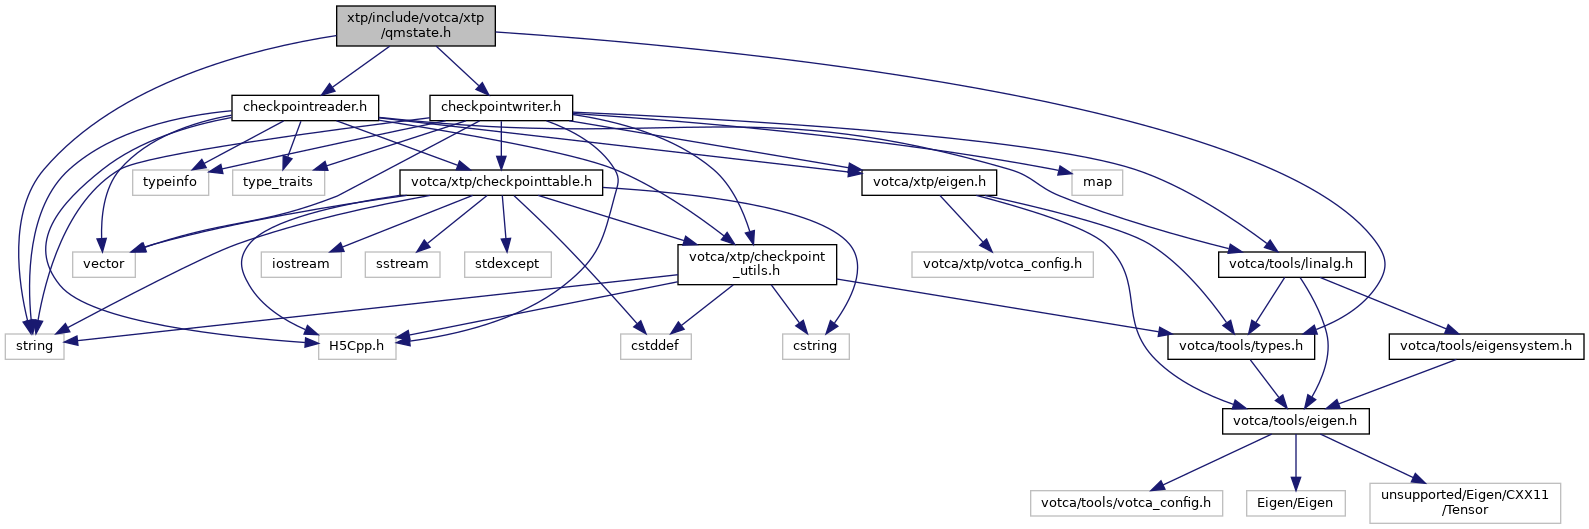 xtp/include/votca/xtp
/qmstate.h
checkpointreader.h
checkpointwriter.h
typeinfo
type_traits
votca/xtp/checkpointtable.h
votca/xtp/eigen.h
map
vector
iostream
sstream
stdexcept
votca/xtp/checkpoint
_utils.h
votca/xtp/votca_config.h
votca/tools/linalg.h
string
H5Cpp.h
cstddef
cstring
votca/tools/types.h
votca/tools/eigensystem.h
votca/tools/eigen.h
votca/tools/votca_config.h
Eigen/Eigen
unsupported/Eigen/CXX11
/Tensor